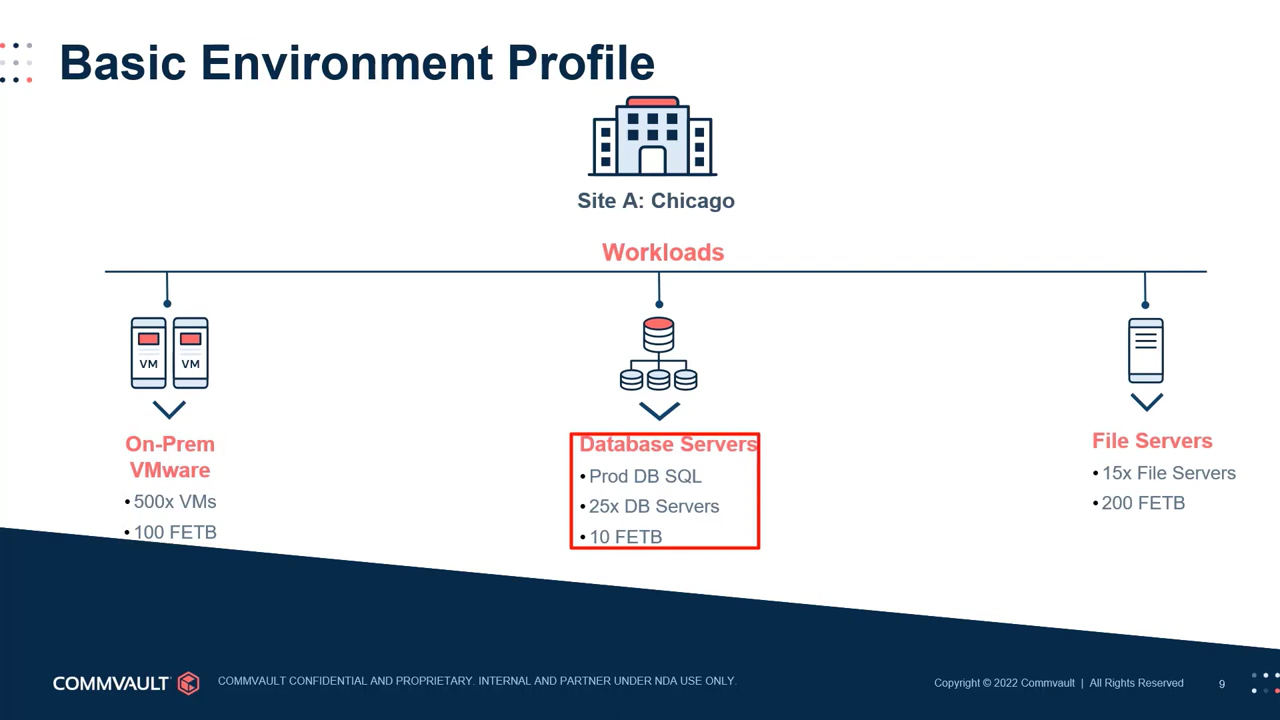 Basic Environment Profile
Site A: Chicago
Workloads
VM VM
On-Prem
VMware
•500x VMs
•100 FETB
Database Servers
•Prod DB SQL
•25x DB Servers
•10 FETB
File Servers
•15x File Servers
•200 FETB
COMMVAULT
COMMVAULT CONFIDENTIAL AND PROPRIETARY. INTERNAL AND PARTNER UNDER NDA USE ONLY.
Copyright © 2022 Commvault | All Rights Reserved
9